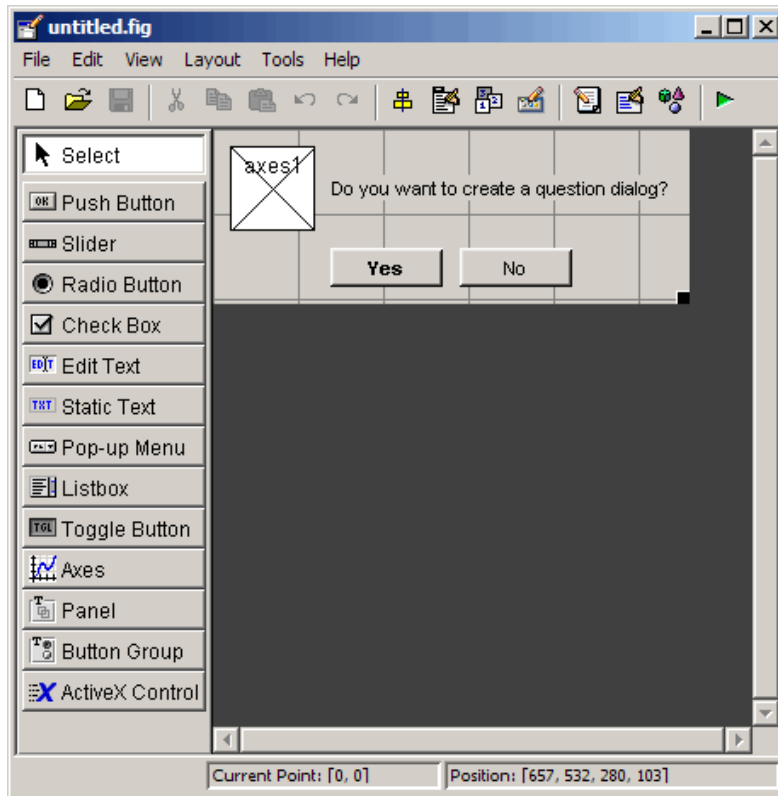 untitled.fig
File Edit View Layout Tools Help
Select
Push Button
Slider
Radio Button
Check Box
Edit Text
Static Text
Pop-up Menu
Listbox
Toggle Button
Axes
Panel
Button Group
ActiveX Control
axes1
Do you want to create a question dialog?
Yes No
Current Point: [0, 0] Position: [657, 532, 280, 103]